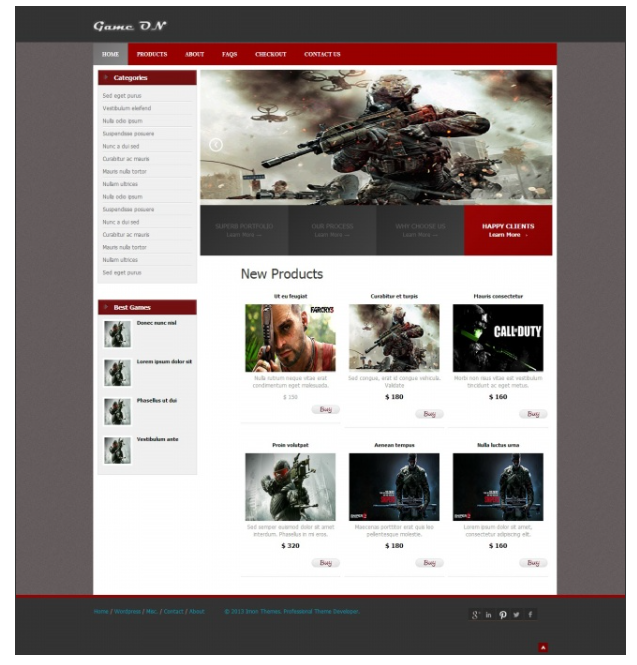 Game ON
HOME PRODUCTS ABOUT FAQS CHECKOUT CONTACT US
Categories
Sed eget purus
Vestibulum eleifend
Nulla odio ipsum
Suspendisse posuere
Nunc a dui sed
Curabitur ac mauris
Mauris nulla tortor
Nullam ultrices
Nulla odio ipsum
Suspendisse posuere
Nunc a dui sed
Curabitur ac mauris
Mauris nulla tortor
Nullam ultrices
Sed eget purus
SUPERB PORTFOLIO
Learn More
OUR PROCESS
Learn More
WHY CHOOSE US
Learn More
HAPPY CLIENTS
Learn More
New Products
Ut eu feugiat
FARCRY3
Nulla rutrum neque vitae erat
condimentum eget malesuada.
$ 150
Buy
Curabitur et turpis
Sed congue, erat id congue vehicula.
Validate
$ 180
Buy
Mauris consectetur
CALL OF DUTY
Morbi non risus vitae est vestibulum
tincidunt ac eget metus.
$ 160
Buy
Best Games
Donec nunc nisl
Lorem ipsum dolor sit
Phasellus ut dui
Vestibulum ante
Proin volutpat
Sed semper euismod dolor sit amet
interdum. Phasellus in mi eros.
$ 320
Buy
Aenean tempus
Maecenas porttitor erat quis leo
pellentesque molestie.
$ 180
Buy
Nulla luctus urna
Lorem ipsum dolor sit amet,
consectetur adipiscing elit.
$ 160
Buy
Home / Wordpress / Misc. / Contact / About
Themes. Professional Theme Developer.